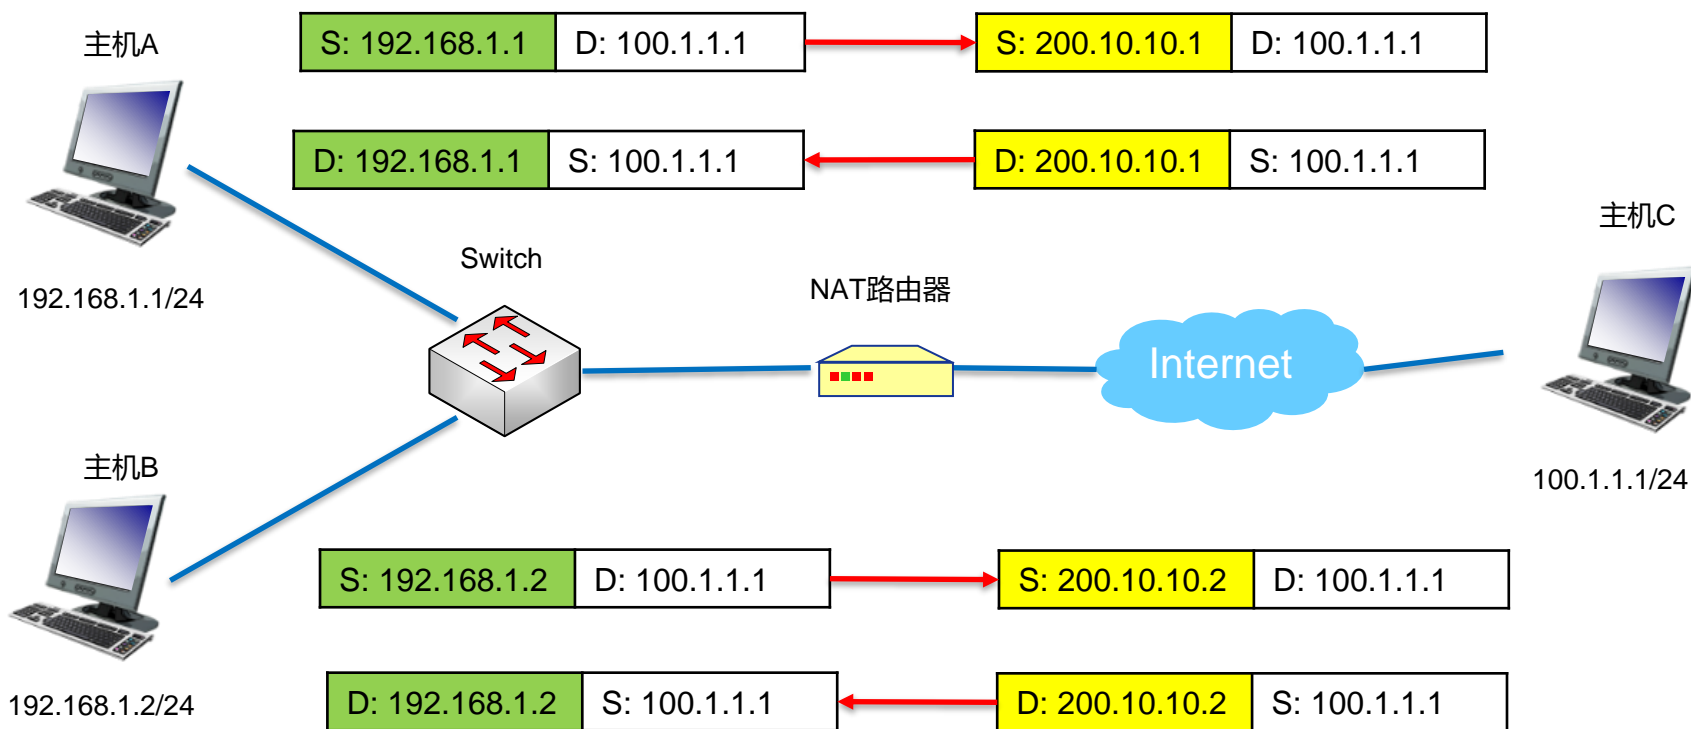 主机A
S: 192.168.1.1 D: 100.1.1.1 S: 200.10.10.1 D: 100.1.1.1
D: 192.168.1.1 S: 100.1.1.1 D: 200.10.10.1 S: 100.1.1.1
192.168.1.1/24
Switch
NAT路由器
Internet
主机C
100.1.1.1/24
主机B
192.168.1.2/24
S: 192.168.1.2 D: 100.1.1.1 S: 200.10.10.2 D: 100.1.1.1
D: 192.168.1.2 S: 100.1.1.1 D: 200.10.10.2 S: 100.1.1.1